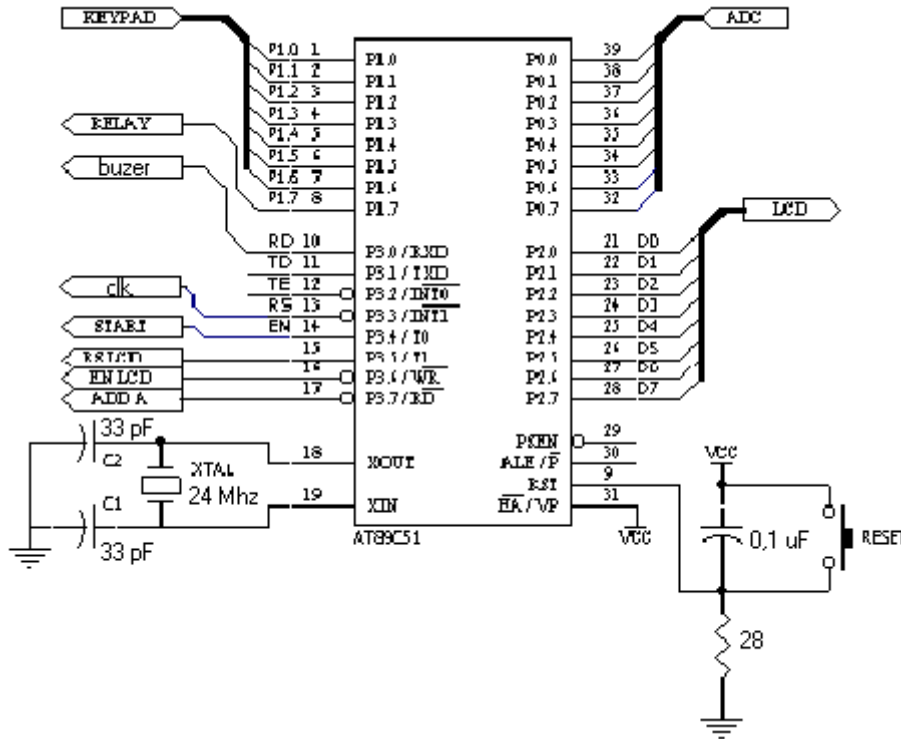 KEYPAD
ADC
P1.0 1 P1.0 P0.0 39
P1.1 2 P1.1 P0.1 38
P1.2 3 P1.2 P0.2 37
P1.3 4 P1.3 P0.3 36
P1.4 5 P1.4 P0.4 35
P1.5 6 P1.5 P0.5 34
P1.6 7 P1.6 P0.6 33
P1.7 8 P1.7 P0.7 32
RELAY
buzer
LCD
RD 10 P3.0/RXD P2.0 21 D0
TD 11 P3.1/TXD P2.1 22 D1
TE 12 P3.2/INT0 P2.2 23 D2
RS 13 P3.3/INT1 P2.3 24 D3
EN 14 P3.4/T0 P2.4 25 D4
15 P3.5/T1 P2.5 26 D5
16 P3.6/WR P2.6 27 D6
17 P3.7/RD P2.7 28 D7
clk
START
RSLCD
ENLCD
ADD A
33 pF
C2
XTAL
24 Mhz
C1
33 pF
18 XOUT
19 XIN
PSEN 29
ALE/P 30
RST 9
EA/VP 31
AT89C51
VCC
VCC
0,1 uF
RESET
28